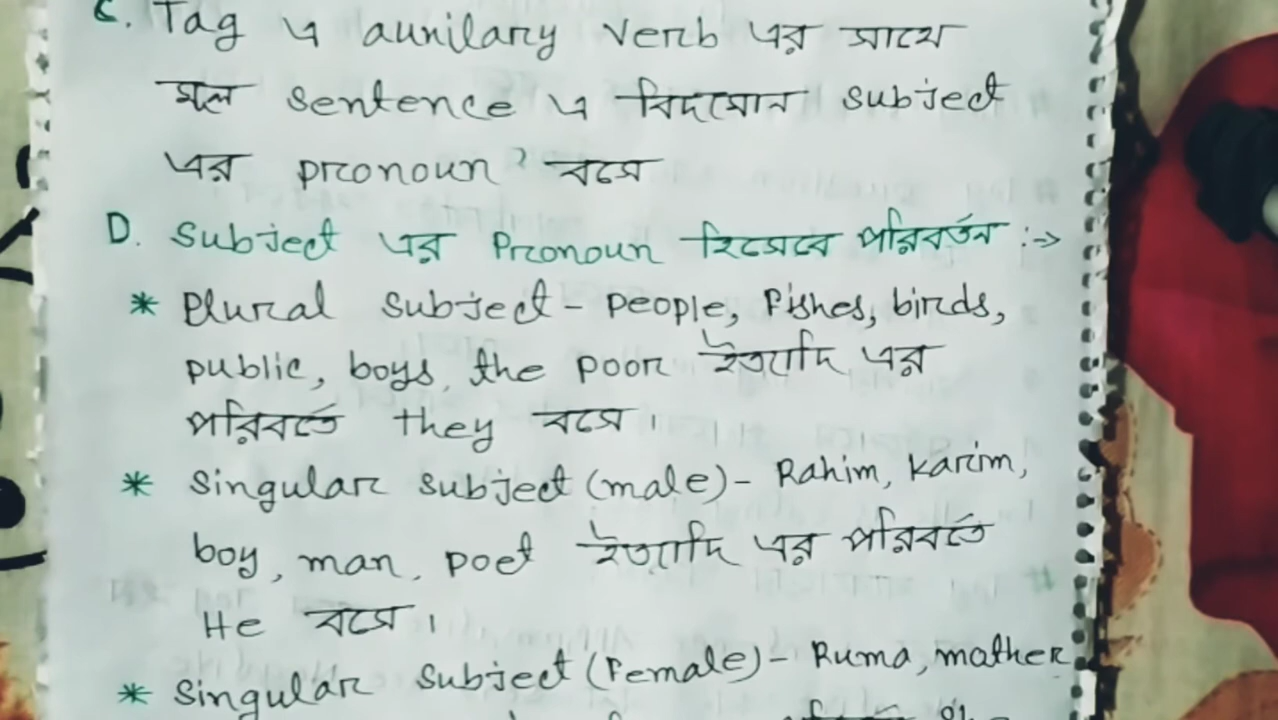 C. Tag এ aunilary verb এর সাথে
মূল sentence এ বিদ্যমান subject
এর pronoun বসে
D. Subject এর Pronoun হিসেবে পরিবর্তন :->
* Plural subject - people, Fishes, birds,
public, boys, the poor ইত্যাদি এর
পরিবর্তে they বসে।
* Singular subject (male) - Rahim, karim,
boy, man, poet ইত্যাদি এর পরিবর্তে
He বসে।
* Singular subject (Female) - Ruma, mother